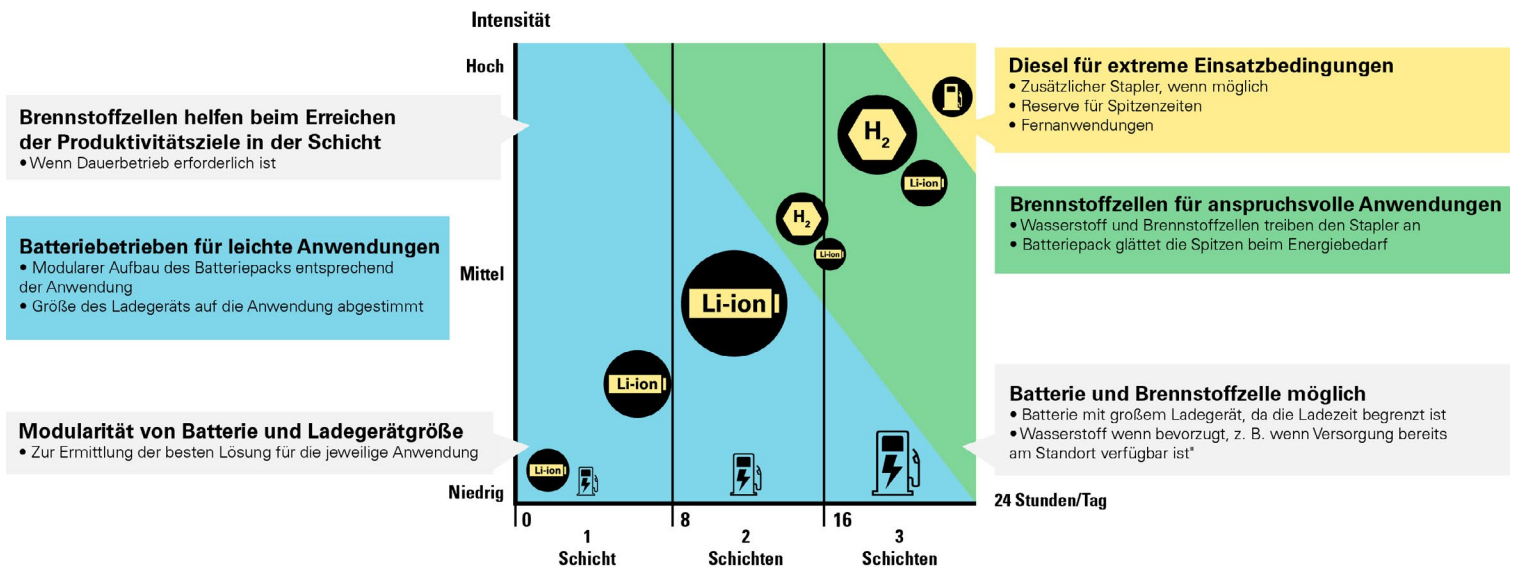 Intensität
Hoch
Mittel
Niedrig
Brennstoffzellen helfen beim Erreichen
der Produktivitätsziele in der Schicht
• Wenn Dauerbetrieb erforderlich ist
Batteriebetrieben für leichte Anwendungen
• Modularer Aufbau des Batteriepacks entsprechend
der Anwendung
• Größe des Ladegeräts auf die Anwendung abgestimmt
Modularität von Batterie und Ladegerätgröße
• Zur Ermittlung der besten Lösung für die jeweilige Anwendung
H2
Li-ion
H2
Li-ion
Li-ion
Li-ion
Li-ion
0
8
16
24 Stunden/Tag
1
Schicht
2
Schichten
3
Schichten
Diesel für extreme Einsatzbedingungen
• Zusätzlicher Stapler, wenn möglich
• Reserve für Spitzenzeiten
• Fernanwendungen
Brennstoffzellen für anspruchsvolle Anwendungen
• Wasserstoff und Brennstoffzellen treiben den Stapler an
• Batteriepack glättet die Spitzen beim Energiebedarf
Batterie und Brennstoffzelle möglich
• Batterie mit großem Ladegerät, da die Ladezeit begrenzt ist
• Wasserstoff wenn bevorzugt, z. B. wenn Versorgung bereits
am Standort verfügbar ist"